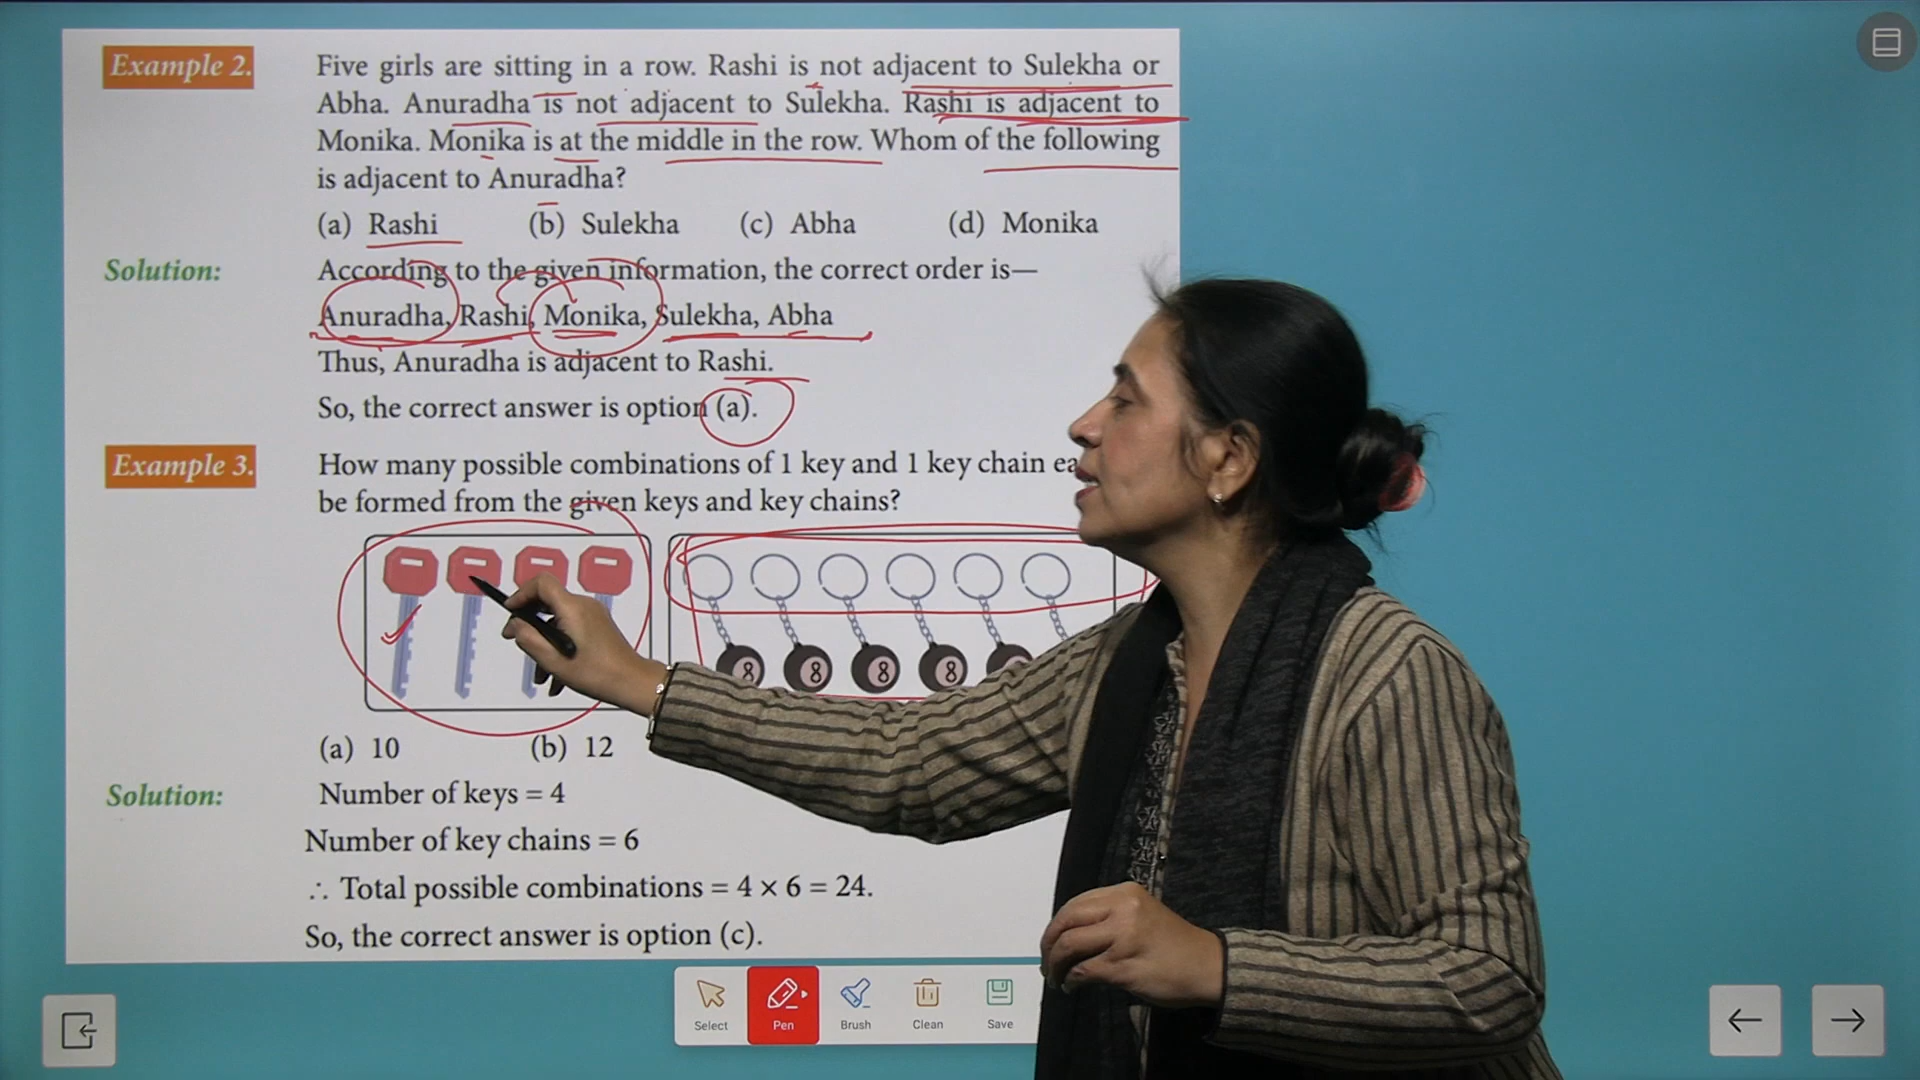 Example 2. Five girls are sitting in a row. Rashi is not adjacent to Sulekha or
Abha. Anuradha is not adjacent to Sulekha. Rashi is adjacent to
Monika. Monika is at the middle in the row. Whom of the following
is adjacent to Anuradha?
(a) Rashi (b) Sulekha (c) Abha (d) Monika
Solution: According to the given information, the correct order is—
Anuradha, Rashi, Monika, Sulekha, Abha
Thus, Anuradha is adjacent to Rashi.
So, the correct answer is option (a).
Example 3. How many possible combinations of 1 key and 1 key chain
be formed from the given keys and key chains?
8 8 8 8
(a) 10 (b) 12
Solution: Number of keys = 4
Number of key chains = 6
∴ Total possible combinations = 4 × 6 = 24.
So, the correct answer is option (c).
Select Pen Brush Clean Save